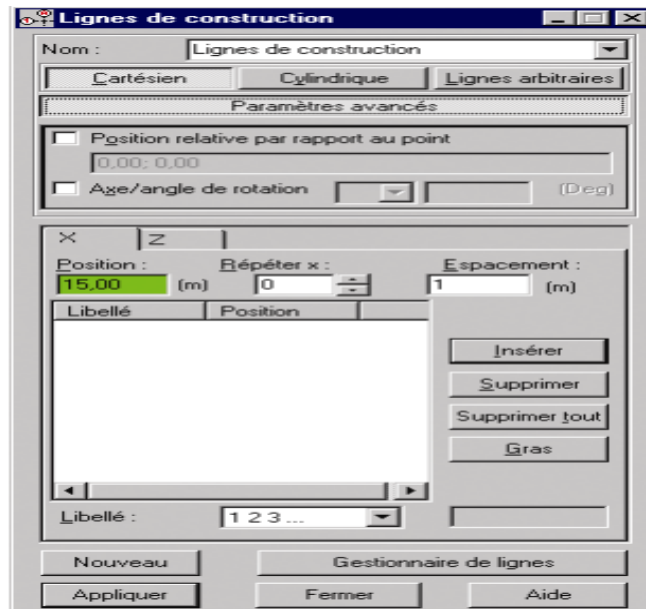 Lignes de construction
Nom : Lignes de construction
Cartésien Cylindrique Lignes arbitraires
Paramètres avancés
Position relative par rapport au point
0,00; 0,00
Axe/angle de rotation (Deg)
X Z
Position : Répéter x : Espacement :
15,00 (m) 0 1 (m)
Libellé Position
Insérer
Supprimer
Supprimer tout
Gras
Libellé : 1 2 3 ...
Nouveau Gestionnaire de lignes
Appliquer Fermer Aide